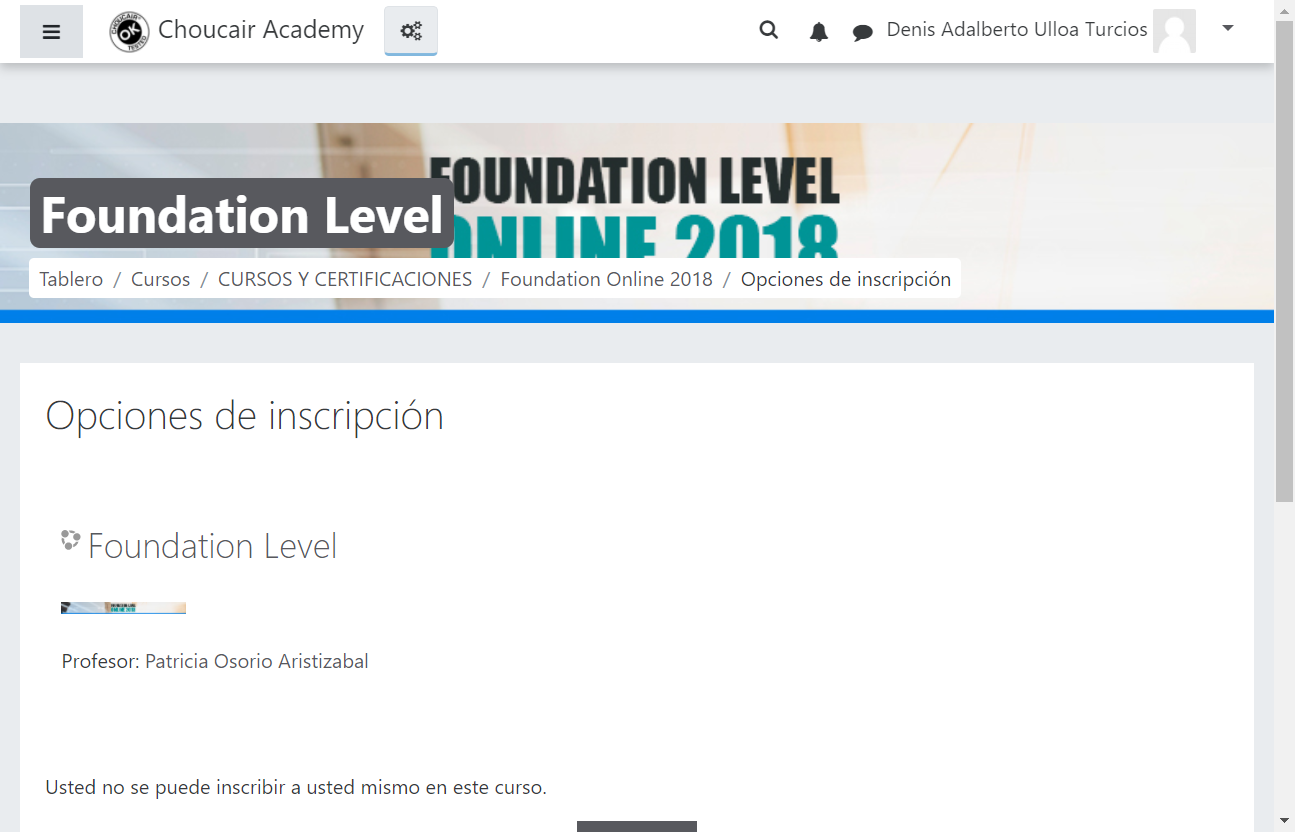 Choucair Academy
Denis Adalberto Ulloa Turcios
FOUNDATION LEVEL
ONLINE 2018
Foundation Level
Tablero / Cursos / CURSOS Y CERTIFICACIONES / Foundation Online 2018 / Opciones de inscripción
Opciones de inscripción
Foundation Level
Profesor: Patricia Osorio Aristizabal
Usted no se puede inscribir a usted mismo en este curso.